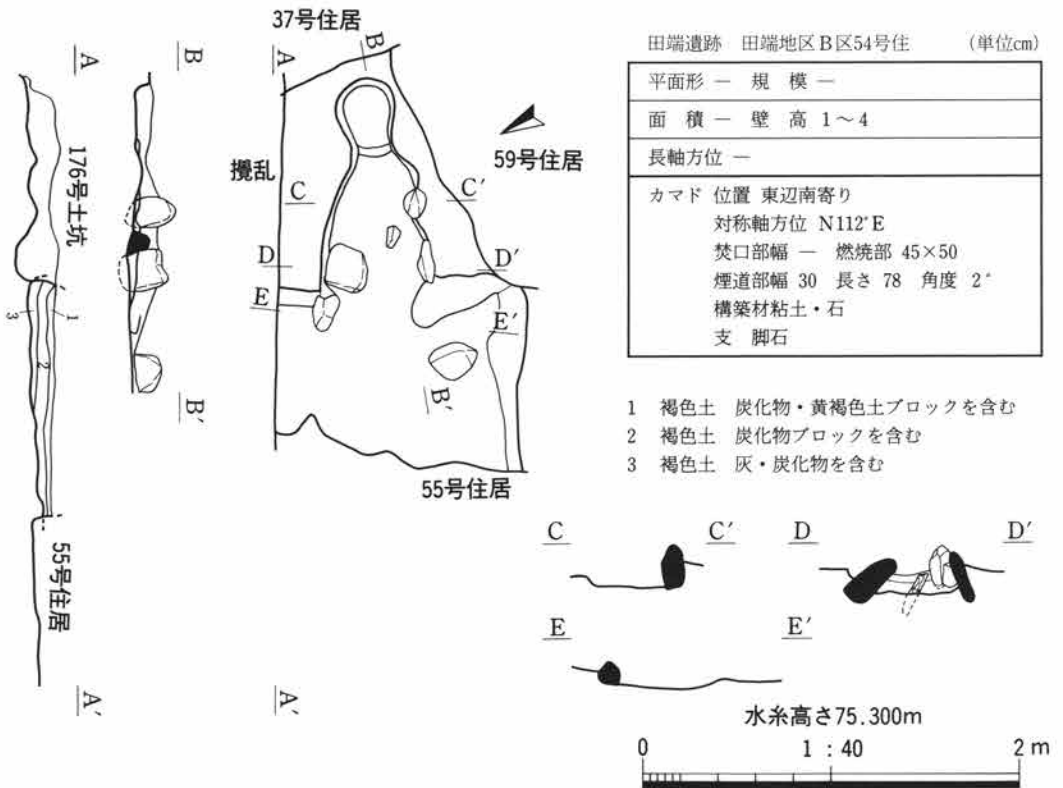 37号住居
A
B
A
B
176号土坑
攪乱
59号住居
C
C′
D
D′
E
E′
1
2
3
B′
B′
55号住居
55号住居
A′
A′
田端遺跡 田端地区B区54号住 (単位cm)
平面形 ― 規 模 ―
面 積 ― 壁 高 1～4
長軸方位 ―
カマド 位置 東辺南寄り
対称軸方位 N112°E
焚口部幅 ― 燃焼部 45×50
煙道部幅 30 長さ 78 角度 2°
構築材粘土・石
支 脚石
1 褐色土 炭化物・黄褐色土ブロックを含む
2 褐色土 炭化物ブロックを含む
3 褐色土 灰・炭化物を含む
C C′ D D′
E E′
水糸高さ75.300m
0 1 : 40 2 m